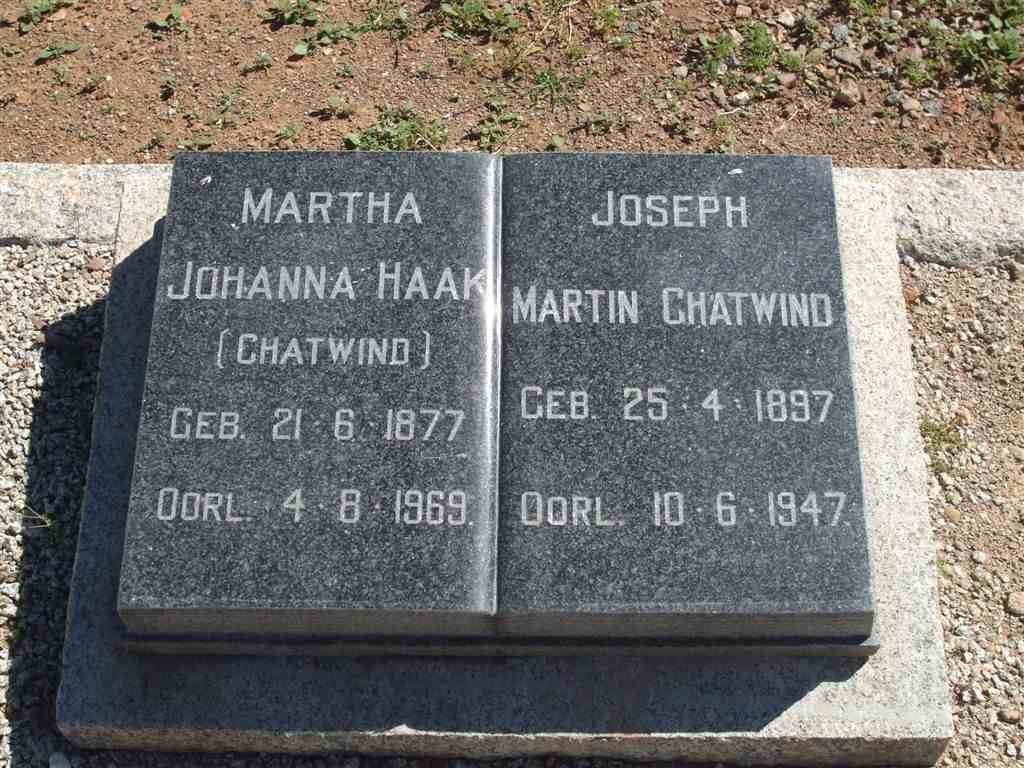 MARTHA
JOHANNA HAAK
(CHATWIND)
GEB. 21·6·1877
OORL. 4·8·1969.
JOSEPH
MARTIN CHATWIND
GEB. 25·4·1897
OORL. 10·6·1947.